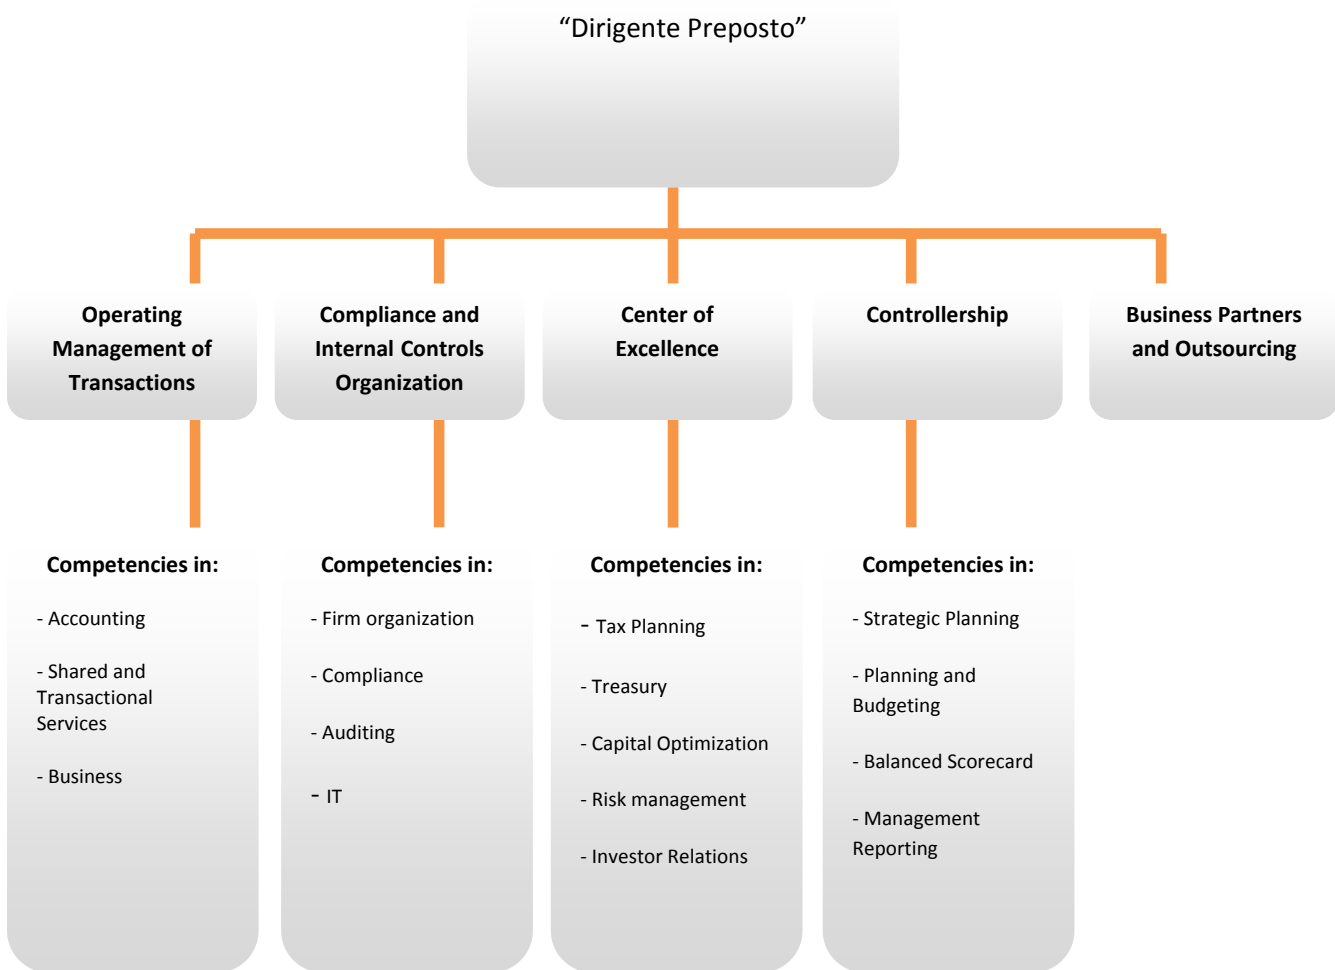 “Dirigente Preposto”
Operating
Management of
Transactions
Compliance and
Internal Controls
Organization
Center of
Excellence
Controllership
Business Partners
and Outsourcing
Competencies in:
- Accounting
- Shared and
Transactional
Services
- Business
Competencies in:
- Firm organization
- Compliance
- Auditing
- IT
Competencies in:
- Tax Planning
- Treasury
- Capital Optimization
- Risk management
- Investor Relations
Competencies in:
- Strategic Planning
- Planning and
Budgeting
- Balanced Scorecard
- Management
Reporting